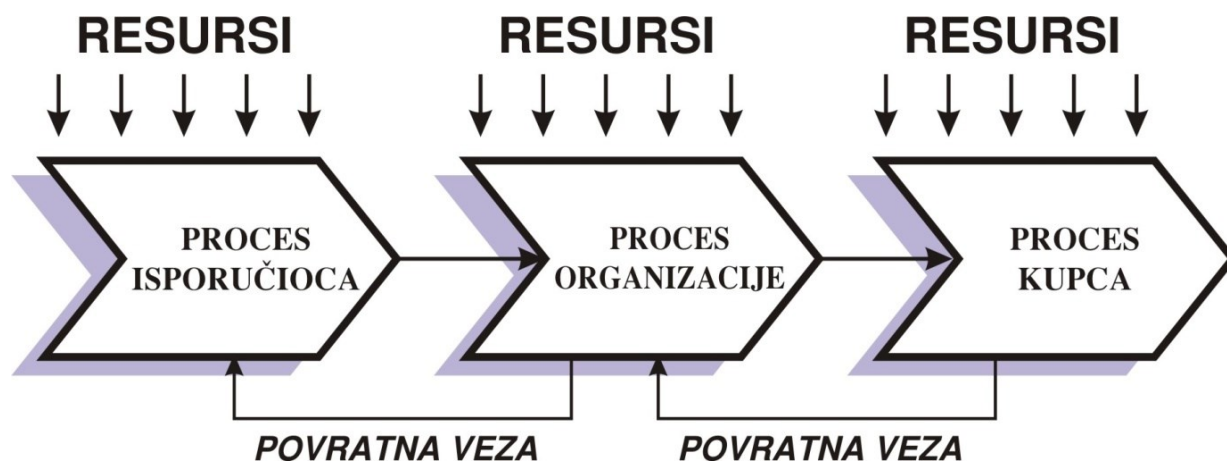 RESURSI
RESURSI
RESURSI
PROCES
ISPORUČIOCA
PROCES
ORGANIZACIJE
PROCES
KUPCA
POVRATNA VEZA
POVRATNA VEZA